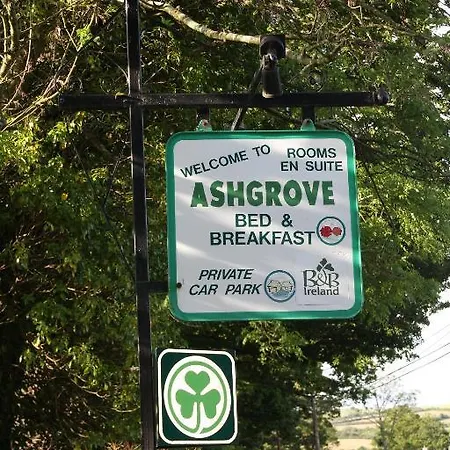 WELCOME TO
ROOMS
EN SUITE
ASHGROVE
BED &
BREAKFAST
PRIVATE
CAR PARK
B&B
Ireland